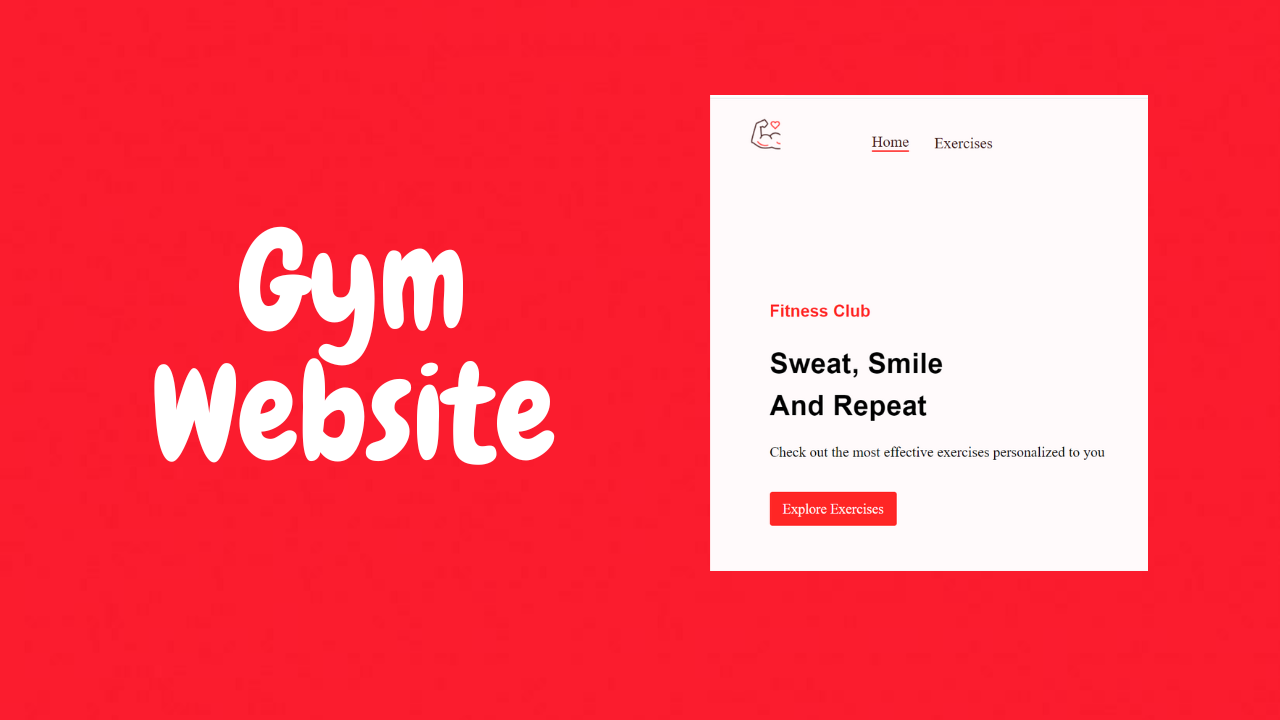 Gym
Website
Home Exercises
Fitness Club
Sweat, Smile
And Repeat
Check out the most effective exercises personalized to you
Explore Exercises